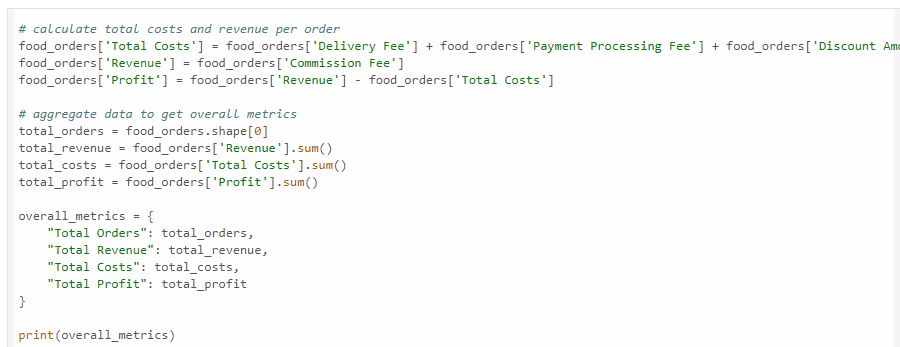 # calculate total costs and revenue per order
food_orders['Total Costs'] = food_orders['Delivery Fee'] + food_orders['Payment Processing Fee'] + food_orders['Discount
food_orders['Revenue'] = food_orders['Commission Fee']
food_orders['Profit'] = food_orders['Revenue'] - food_orders['Total Costs']

# aggregate data to get overall metrics
total_orders = food_orders.shape[0]
total_revenue = food_orders['Revenue'].sum()
total_costs = food_orders['Total Costs'].sum()
total_profit = food_orders['Profit'].sum()

overall_metrics = {
    "Total Orders": total_orders,
    "Total Revenue": total_revenue,
    "Total Costs": total_costs,
    "Total Profit": total_profit
}

print(overall_metrics)